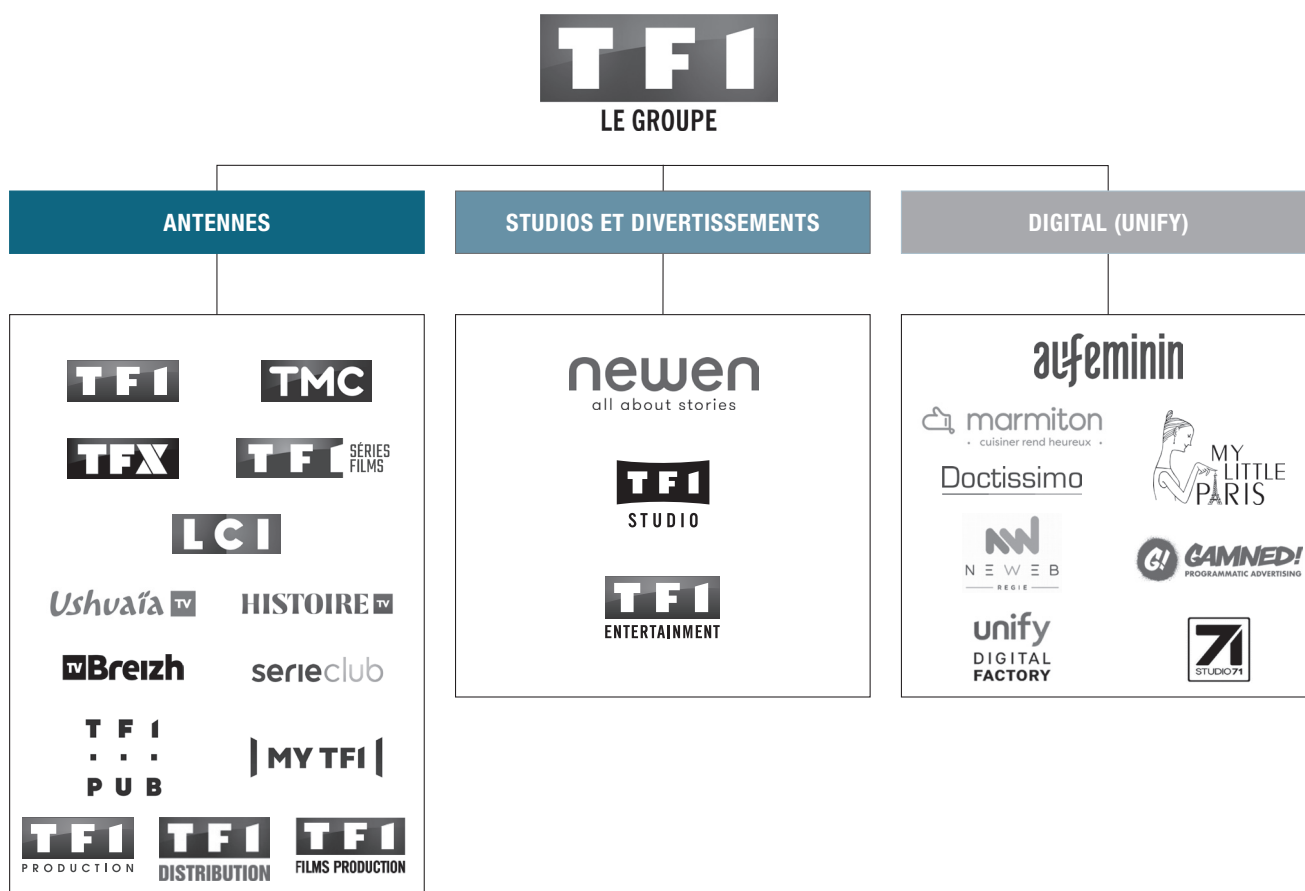 TF1
LE GROUPE
ANTENNES
TF1
TMC
TFX
TF1 SÉRIES
FILMS
LCI
Ushuaïa TV
HISTOIRE TV
TV Breizh
serieclub
TF1
PUB
MY TF1
TF1
PRODUCTION
TF1
DISTRIBUTION
TF1
FILMS PRODUCTION
STUDIOS ET DIVERTISSEMENTS
newen
all about stories
TF1
STUDIO
TF1
ENTERTAINMENT
DIGITAL (UNIFY)
aufeminin
marmiton
• cuisiner rend heureux •
MY
LITTLE
PARIS
Doctissimo
NEWEB
REGIE
G! GAMNED!
PROGRAMMATIC ADVERTISING
unify
DIGITAL
FACTORY
71
STUDIO71